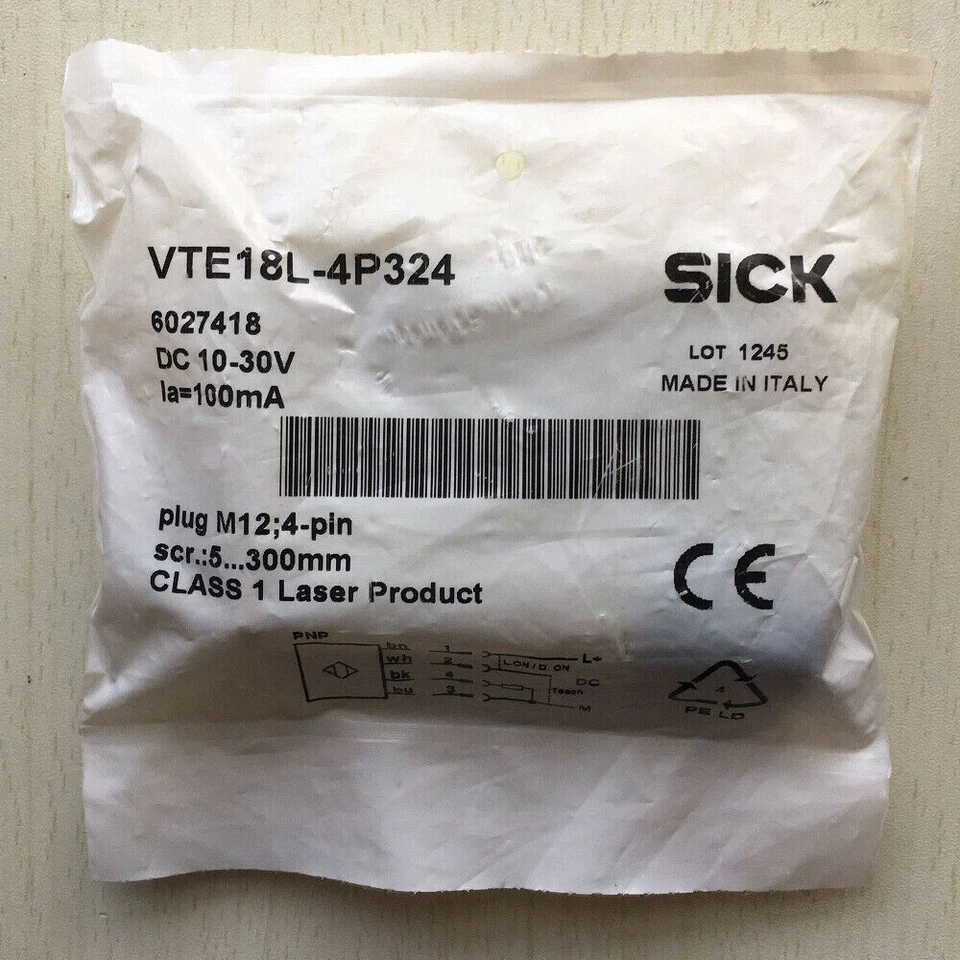 VTE18L-4P324
SICK
6027418
DC 10-30V
Ia=100mA
LOT 1245
MADE IN ITALY
plug M12;4-pin
scr.:5...300mm
CLASS 1 Laser Product
CE
PNP
bn 1 L+
wh 2 L.ON/D.ON
bk 4 DC
Teach
bu 3 M
4
PE LD